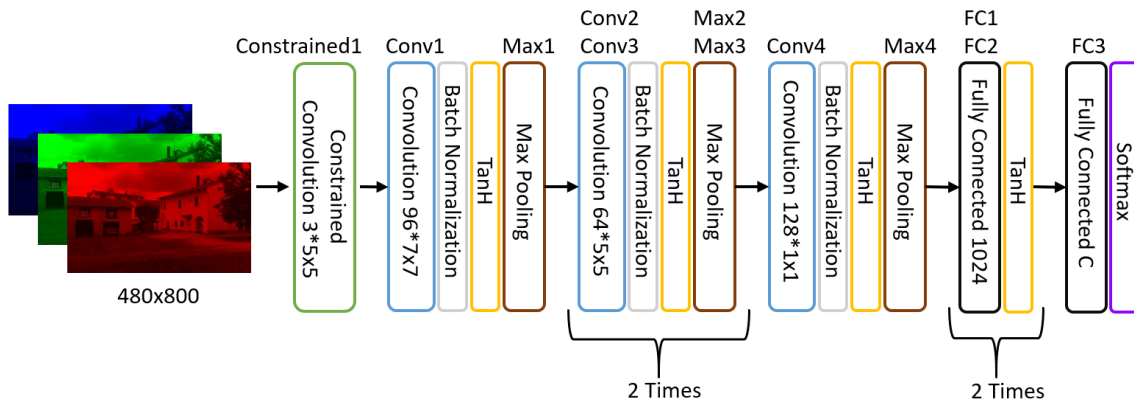 Conv2 Max2 FC1
Constrained1 Conv1 Max1 Conv3 Max3 Conv4 Max4 FC2 FC3
Constrained
Convolution 3*5x5
Convolution 96*7x7
Batch Normalization
TanH
Max Pooling
Convolution 64*5x5
Batch Normalization
TanH
Max Pooling
Convolution 128*1x1
Batch Normalization
TanH
Max Pooling
Fully Connected 1024
TanH
Fully Connected C
Softmax
480x800
2 Times
2 Times